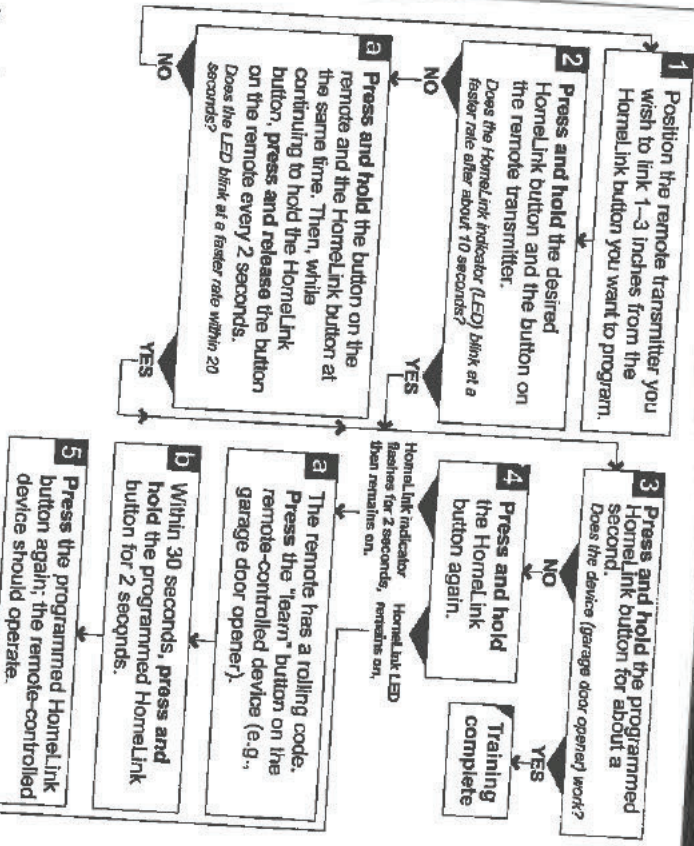 1 Position the remote transmitter you
wish to link 1–3 inches from the
HomeLink button you want to program.
2 Press and hold the desired
HomeLink button and the button on
the remote transmitter.
Does the HomeLink indicator (LED) blink at a
faster rate after about 10 seconds?
NO
YES
a Press and hold the button on the
remote and the HomeLink button at
the same time. Then, while
continuing to hold the HomeLink
button, press and release the button
on the remote every 2 seconds.
Does the LED blink at a faster rate within 20
seconds?
NO
YES
3 Press and hold the programmed
HomeLink button for about a
second.
Does the device (garage door opener) work?
NO
YES
4 Press and hold
the HomeLink
button again.
Training
complete
HomeLink indicator
flashes for 2 seconds,
then remains on.
HomeLink LED
remains on,
a The remote has a rolling code.
Press the "learn" button on the
remote-controlled device (e.g.,
garage door opener).
b Within 30 seconds, press and
hold the programmed HomeLink
button for 2 seconds.
5 Press the programmed HomeLink
button again; the remote-controlled
device should operate.